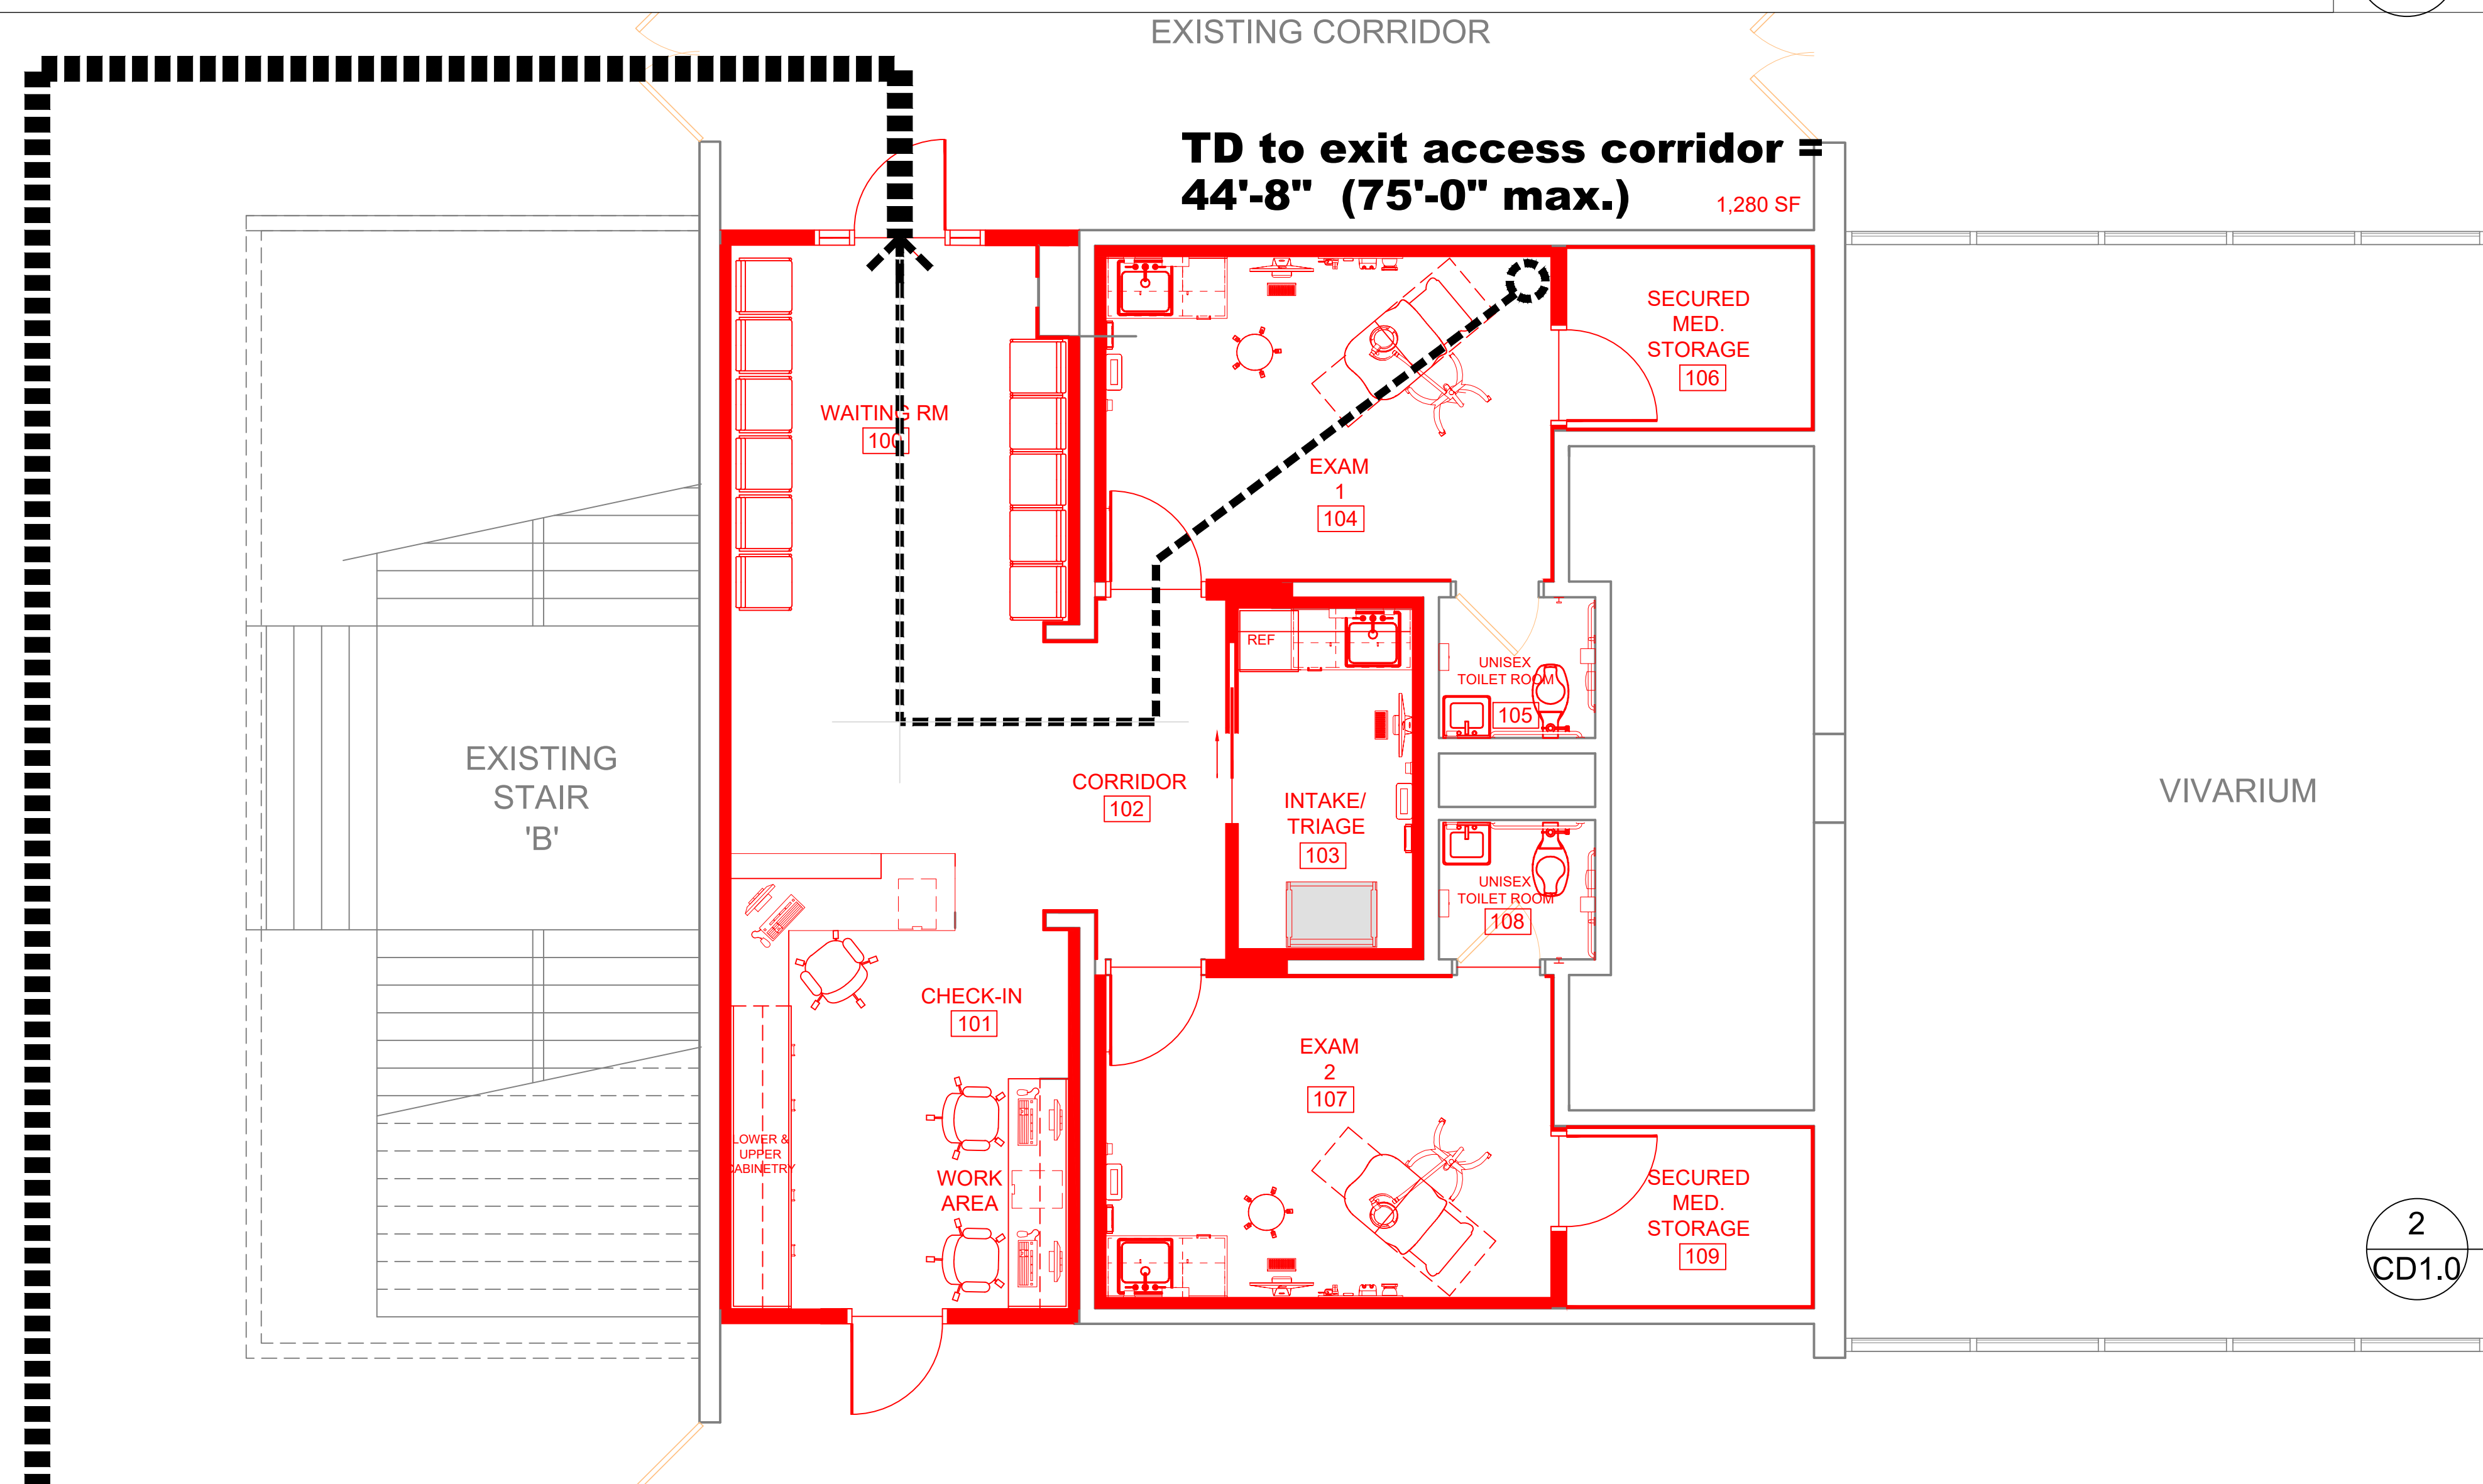 EXISTING CORRIDOR
TD to exit access corridor =
44'-8" (75'-0" max.)
1,280 SF
SECURED
MED.
STORAGE
106
WAITING RM
100
EXAM
1
104
REF
UNISEX
TOILET ROOM
105
EXISTING
STAIR
'B'
CORRIDOR
102
INTAKE/
TRIAGE
103
VIVARIUM
UNISEX
TOILET ROOM
108
CHECK-IN
101
EXAM
2
107
LOWER &
UPPER
CABINETRY
WORK
AREA
SECURED
MED.
STORAGE
109
2
CD1.0